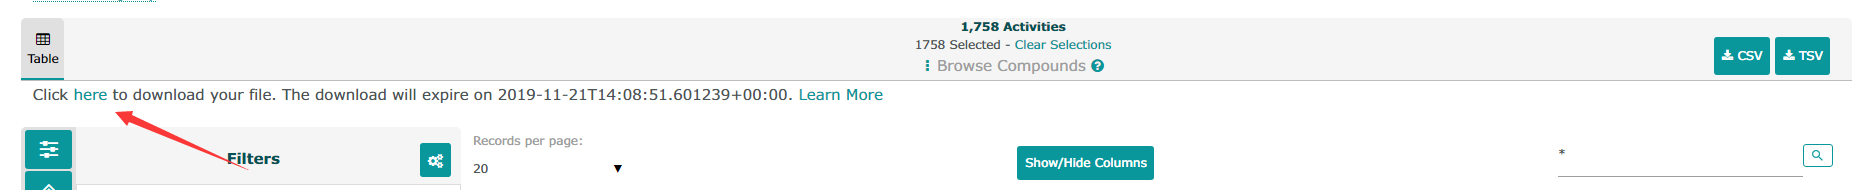 1,758 Activities
Table
1758 Selected - Clear Selections
Browse Compounds ?
CSV TSV
Click here to download your file. The download will expire on 2019-11-21T14:08:51.601239+00:00. Learn More
Filters
Records per page:
20
Show/Hide Columns
*